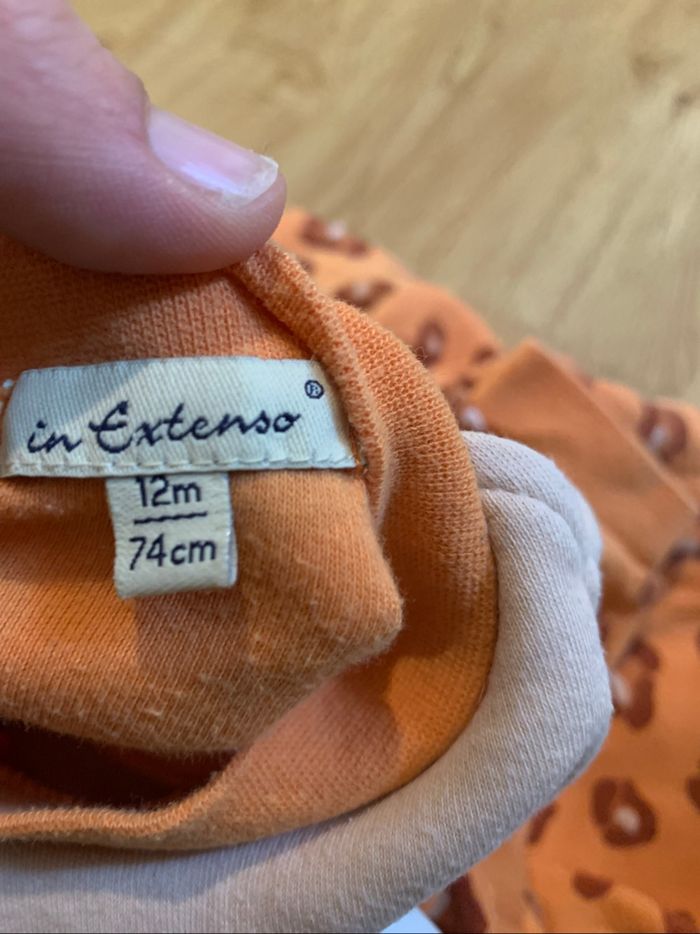 in Extenso ®
12m
74cm